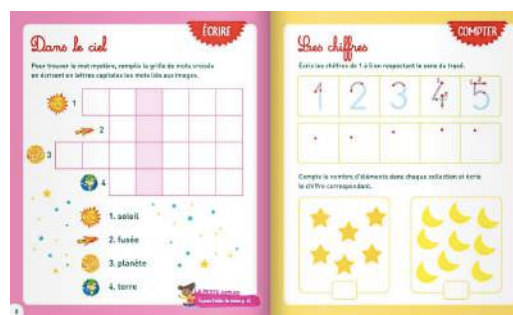 ÉCRIRE
Dans le ciel
Pour trouver le mot mystère, remplis la grille de mots croisés
en écrivant en lettres capitales les mots liés aux images.
1
2
3
4
1. soleil
2. fusée
3. planète
4. terre
COMPTER
Les chiffres
Écris les chiffres de 1 à 5 en respectant le sens du tracé.
1 2 3 4 5
Compte le nombre d'éléments dans chaque collection et écris
le chiffre correspondant.